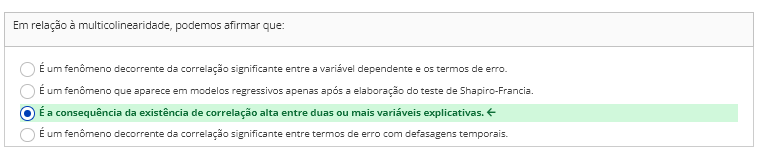 Em relação à multicolinearidade, podemos afirmar que:
É um fenômeno decorrente da correlação significante entre a variável dependente e os termos de erro.
É um fenômeno que aparece em modelos regressivos apenas após a elaboração do teste de Shapiro-Francia.
É a consequência da existência de correlação alta entre duas ou mais variáveis explicativas. ←
É um fenômeno decorrente da correlação significante entre termos de erro com defasagens temporais.